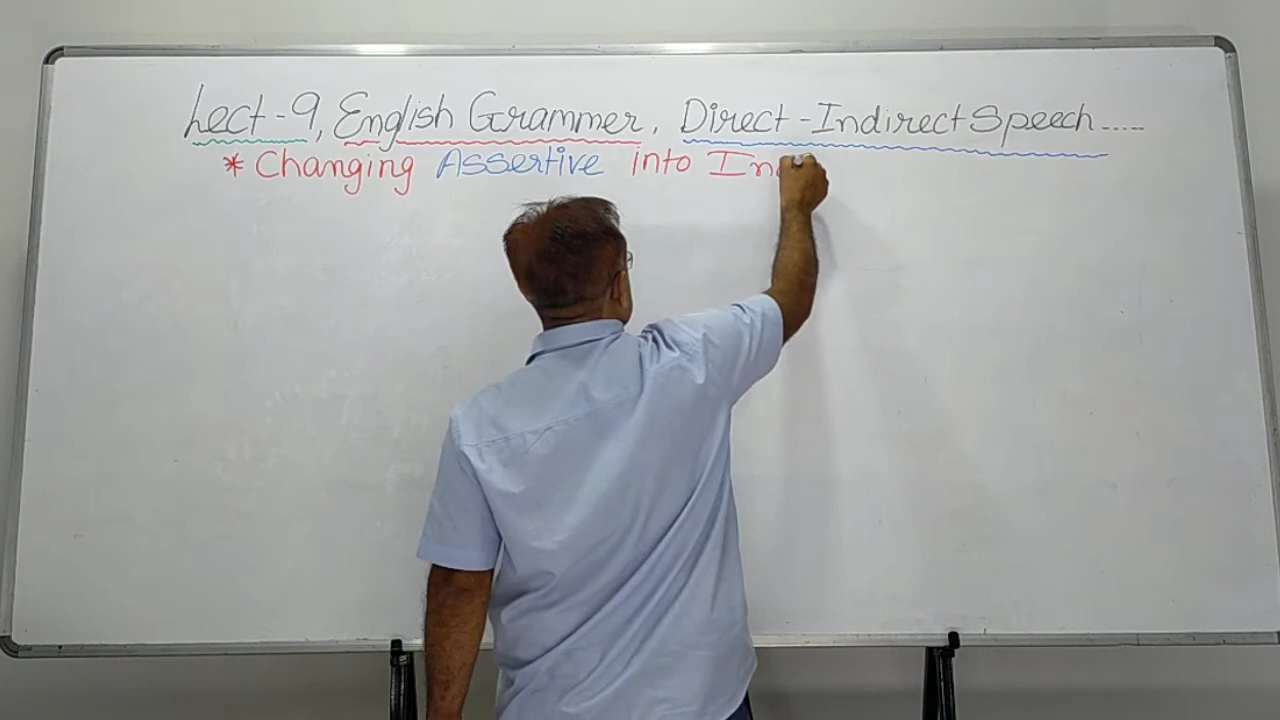 Lect-9, English Grammer, Direct-Indirect Speech.....
* Changing Assertive into In